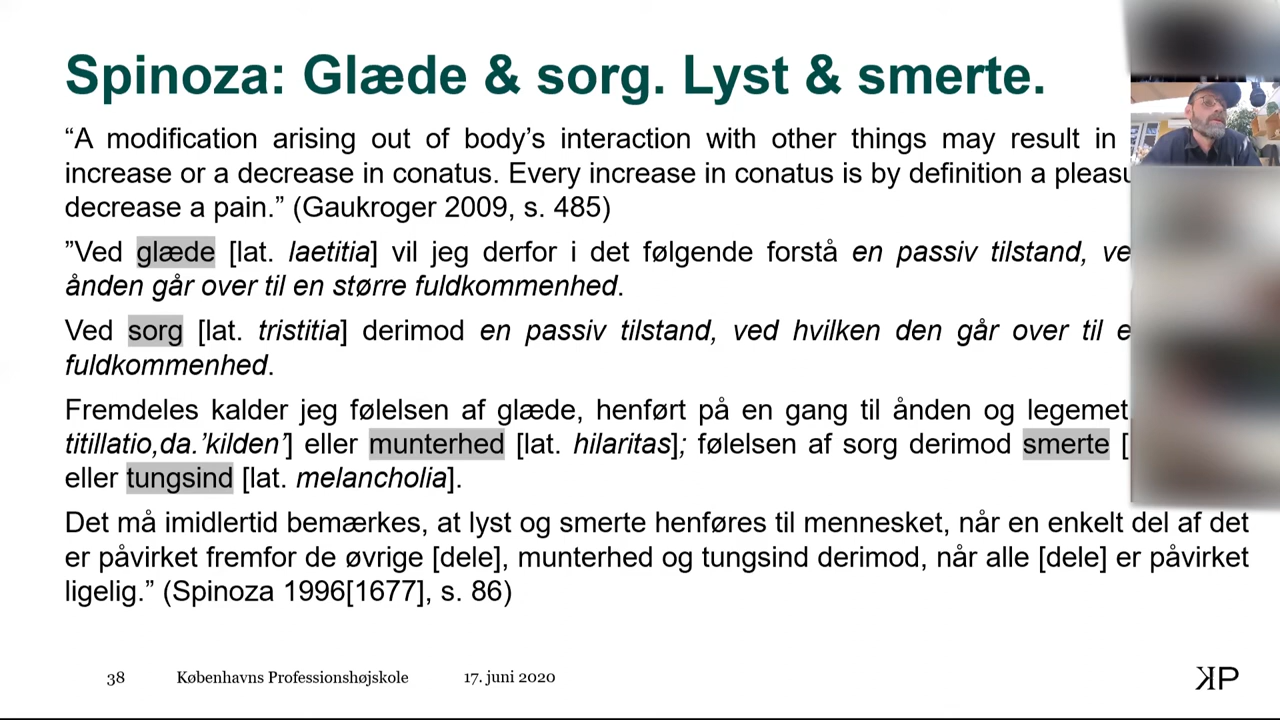 Spinoza: Glæde & sorg. Lyst & smerte.
“A modification arising out of body’s interaction with other things may result in
increase or a decrease in conatus. Every increase in conatus is by definition a
decrease a pain.” (Gaukroger 2009, s. 485)
”Ved glæde [lat. laetitia] vil jeg derfor i det følgende forstå en passiv tilstand,
ånden går over til en større fuldkommenhed.
Ved sorg [lat. tristitia] derimod en passiv tilstand, ved hvilken den går over til
fuldkommenhed.
Fremdeles kalder jeg følelsen af glæde, henført på en gang til ånden og legemet
titillatio,da.’kilden’] eller munterhed [lat. hilaritas]; følelsen af sorg derimod smerte [
eller tungsind [lat. melancholia].
Det må imidlertid bemærkes, at lyst og smerte henføres til mennesket, når en enkelt del af det
er påvirket fremfor de øvrige [dele], munterhed og tungsind derimod, når alle [dele] er påvirket
ligelig.” (Spinoza 1996[1677], s. 86)
38 Københavns Professionshøjskole 17. juni 2020
KP